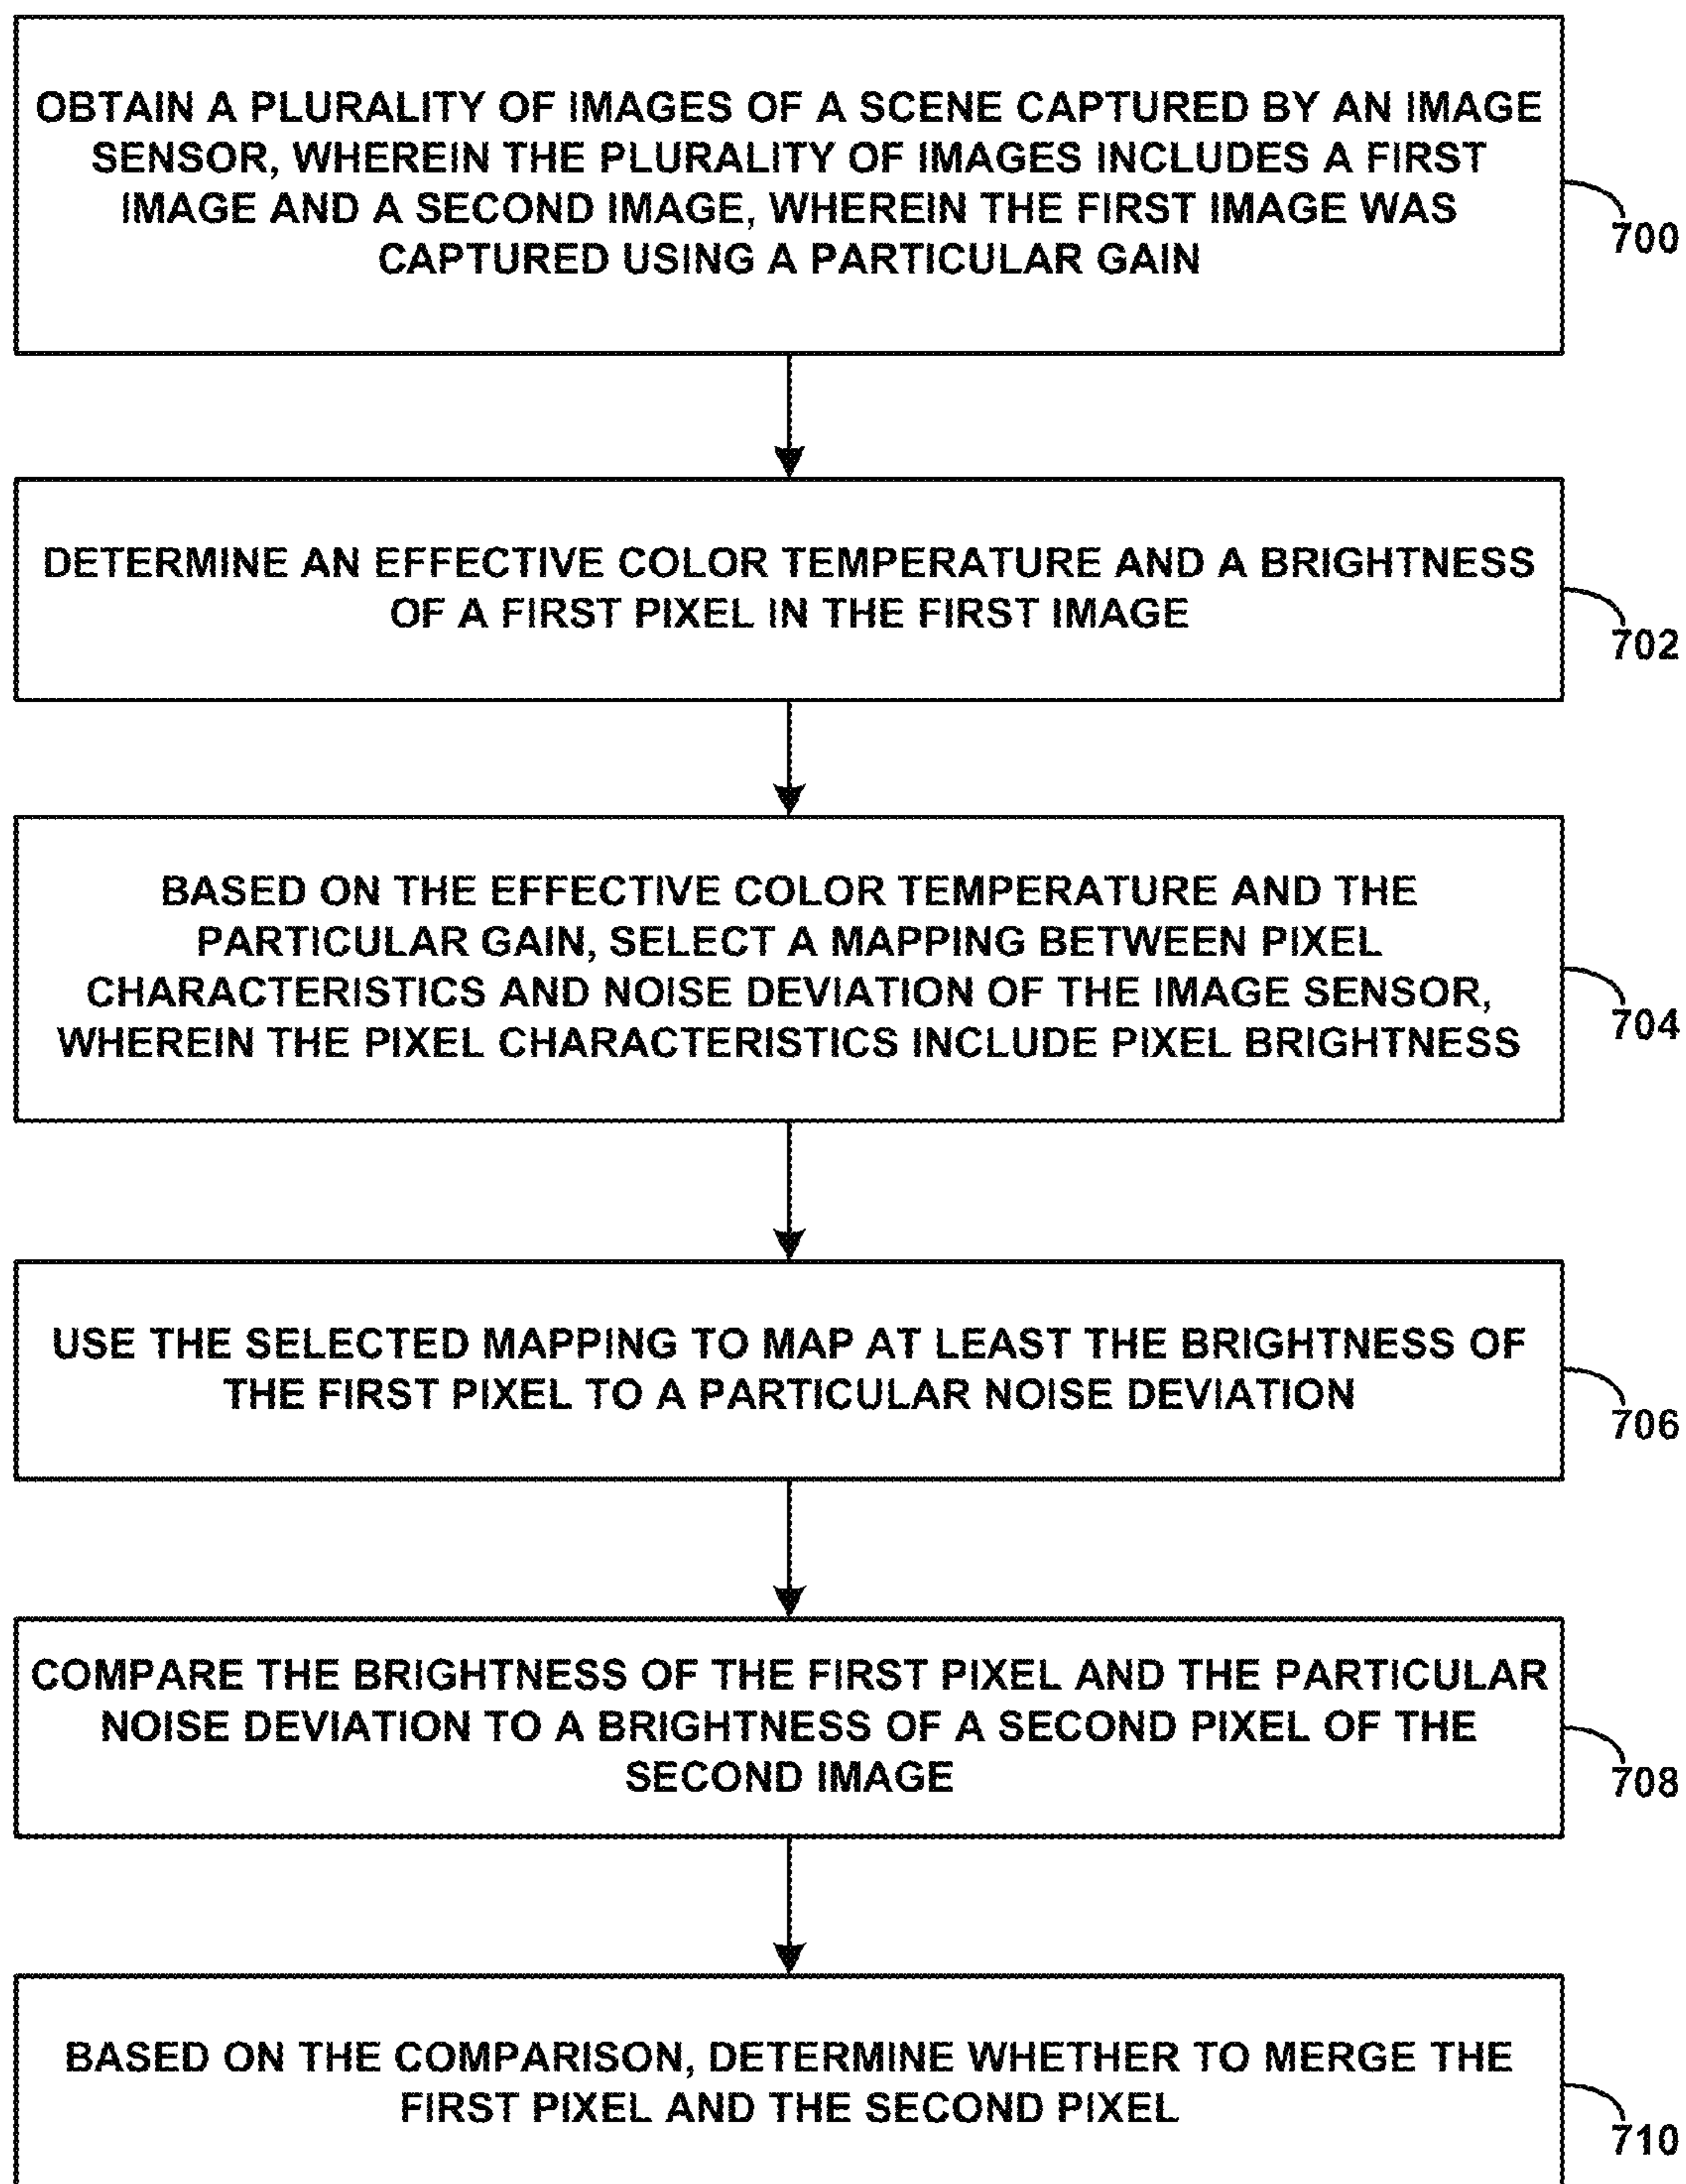 OBTAIN A PLURALITY OF IMAGES OF A SCENE CAPTURED BY AN IMAGE
SENSOR, WHEREIN THE PLURALITY OF IMAGES INCLUDES A FIRST
IMAGE AND A SECOND IMAGE, WHEREIN THE FIRST IMAGE WAS
CAPTURED USING A PARTICULAR GAIN
700
DETERMINE AN EFFECTIVE COLOR TEMPERATURE AND A BRIGHTNESS
OF A FIRST PIXEL IN THE FIRST IMAGE
702
BASED ON THE EFFECTIVE COLOR TEMPERATURE AND THE
PARTICULAR GAIN, SELECT A MAPPING BETWEEN PIXEL
CHARACTERISTICS AND NOISE DEVIATION OF THE IMAGE SENSOR,
WHEREIN THE PIXEL CHARACTERISTICS INCLUDE PIXEL BRIGHTNESS
704
USE THE SELECTED MAPPING TO MAP AT LEAST THE BRIGHTNESS OF
THE FIRST PIXEL TO A PARTICULAR NOISE DEVIATION
706
COMPARE THE BRIGHTNESS OF THE FIRST PIXEL AND THE PARTICULAR
NOISE DEVIATION TO A BRIGHTNESS OF A SECOND PIXEL OF THE
SECOND IMAGE
708
BASED ON THE COMPARISON, DETERMINE WHETHER TO MERGE THE
FIRST PIXEL AND THE SECOND PIXEL
710